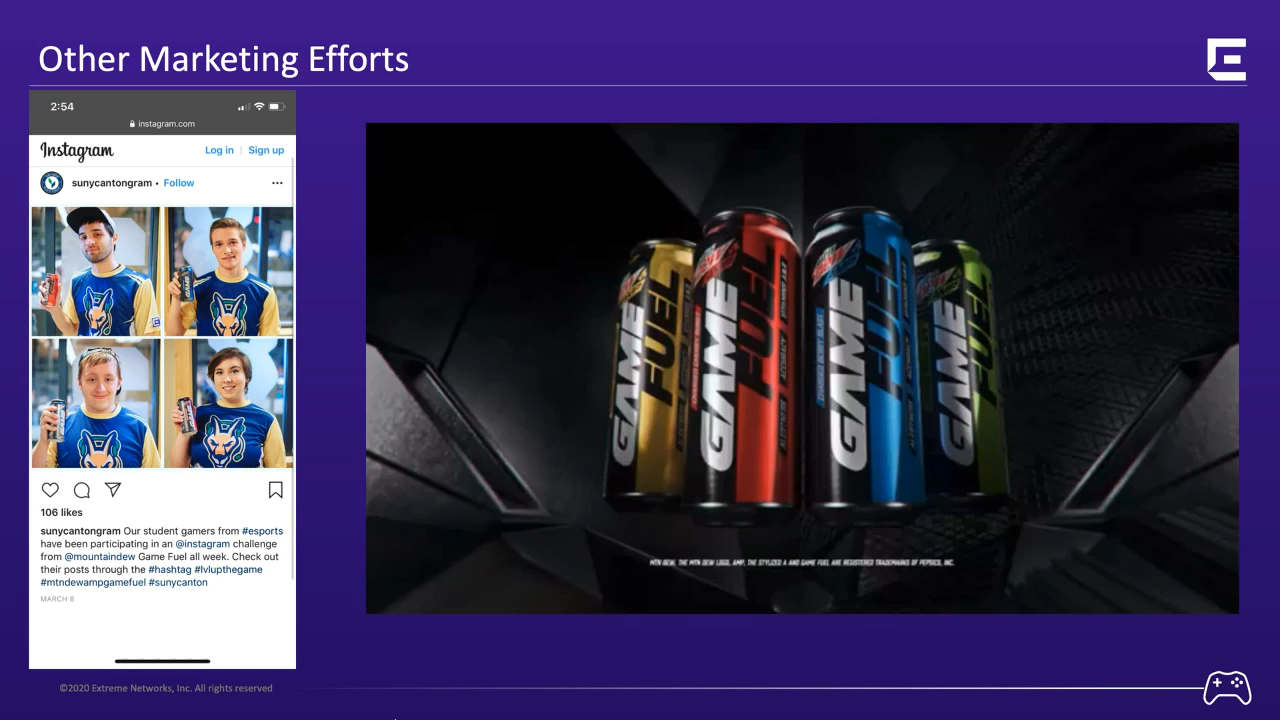 Other Marketing Efforts
2:54
instagram.com
Instagram
Log in | Sign up
sunycantongram • Follow
GAME FUEL
GAME FUEL
GAME FUEL
GAME FUEL
MTN DEW, THE MTN DEW LOGO, AMP, THE STYLIZED A AND GAME FUEL ARE REGISTERED TRADEMARKS OF PEPSICO, INC.
106 likes
sunycantongram Our student gamers from #esports
have been participating in an @instagram challenge
from @mountaindew Game Fuel all week. Check out
their posts through the #hashtag #lvlupthegame
#mtndewampgamefuel #sunycanton
MARCH 8
©2020 Extreme Networks, Inc. All rights reserved